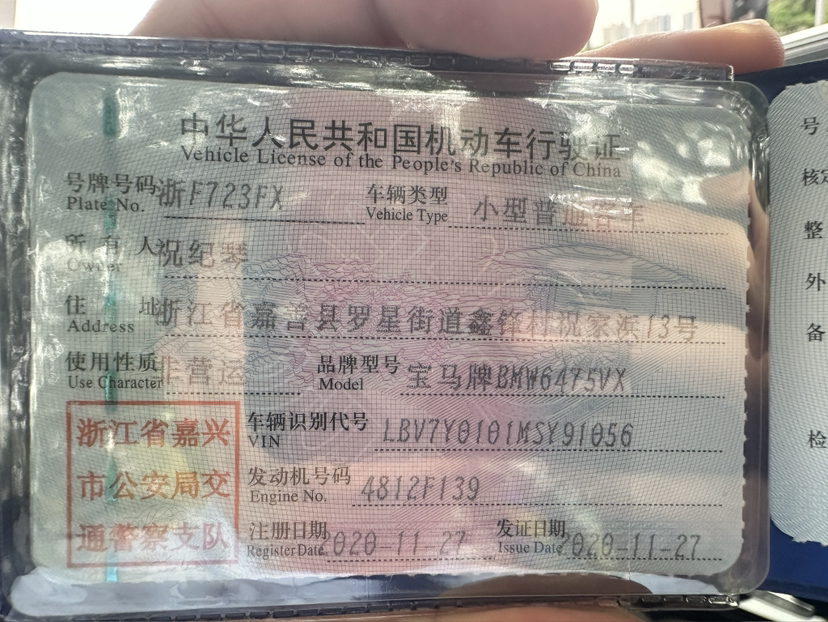 中华人民共和国机动车行驶证
Vehicle License of the People's Republic of China
号牌号码 浙F723FX 车辆类型 小型普通客车
Plate No. Vehicle Type
所有人 祝纪琴
Owner
住址 浙江省嘉善县罗星街道鑫锋村祝家浜13号
Address
使用性质 非营运 品牌型号 宝马牌BMW6475VX
Use Character Model
浙江省嘉兴
市公安局交
通警察支队
车辆识别代号 LBV7Y0101MSY91056
VIN
发动机号码 4812F139
Engine No.
注册日期 2020-11-27 发证日期 2020-11-27
Register Date Issue Date
号
核定
整
外
备
检